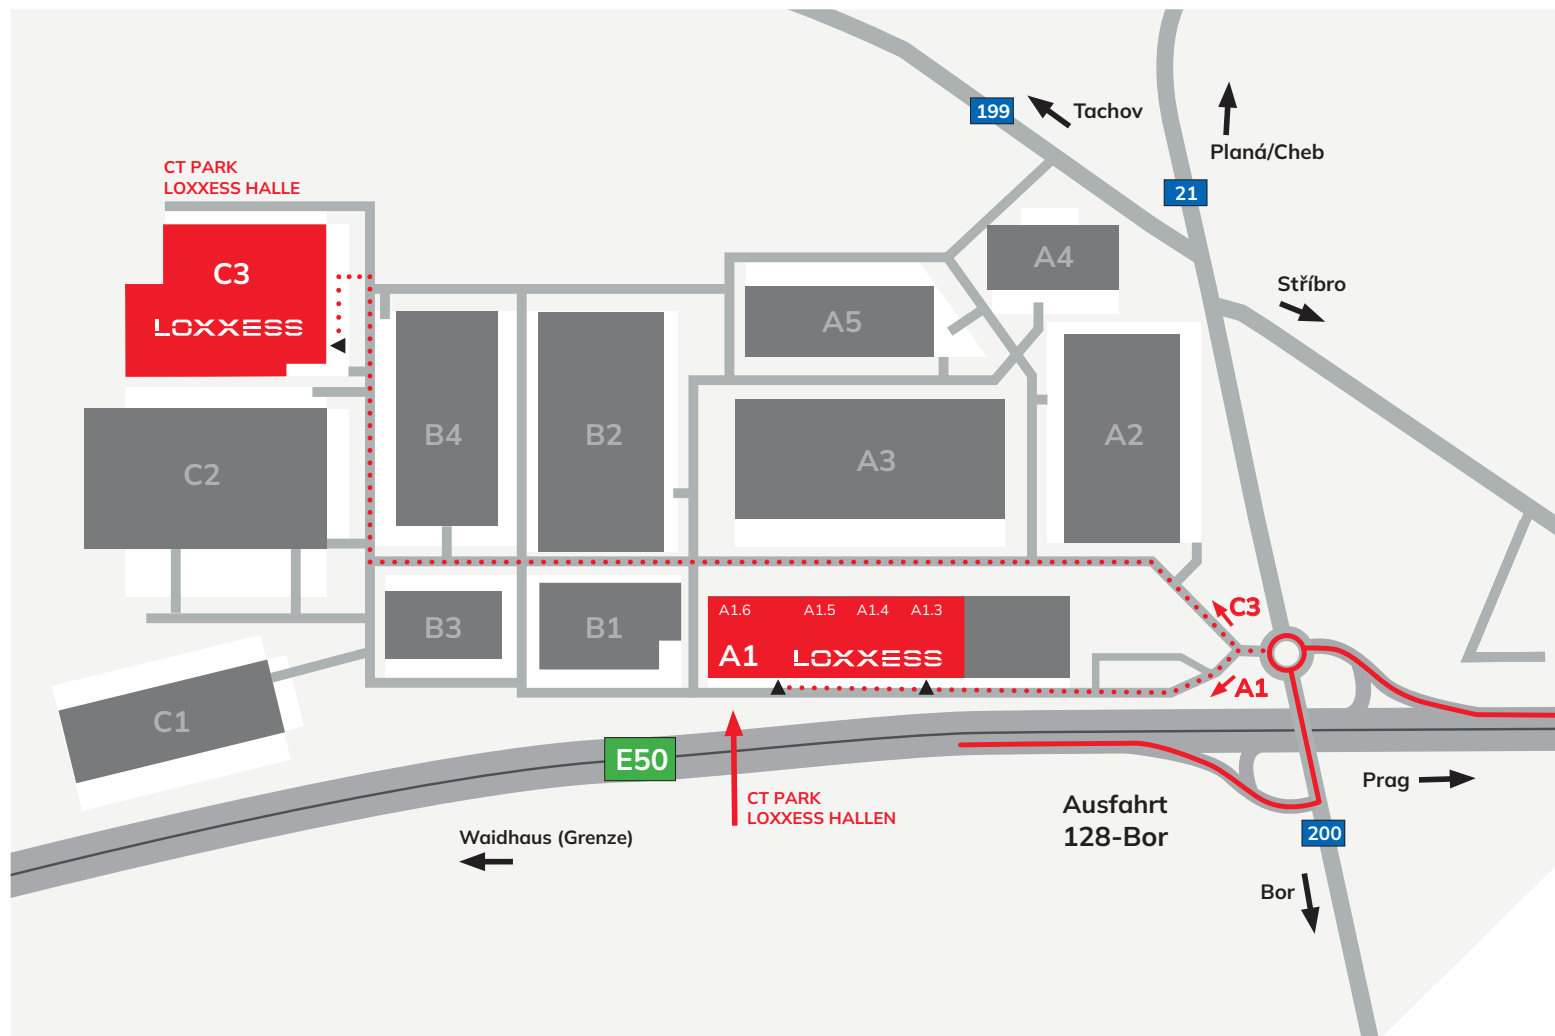 199
Tachov
Planá/Cheb
CT PARK
LOXXESS HALLE
21
A4
C3
Stříbro
LOXXESS
A5
B4
B2
A2
A3
C2
A1.6
A1.5
A1.4
A1.3
C3
B3
B1
A1
LOXXESS
A1
C1
E50
Prag
CT PARK
LOXXESS HALLEN
Ausfahrt
128-Bor
Waidhaus (Grenze)
200
Bor